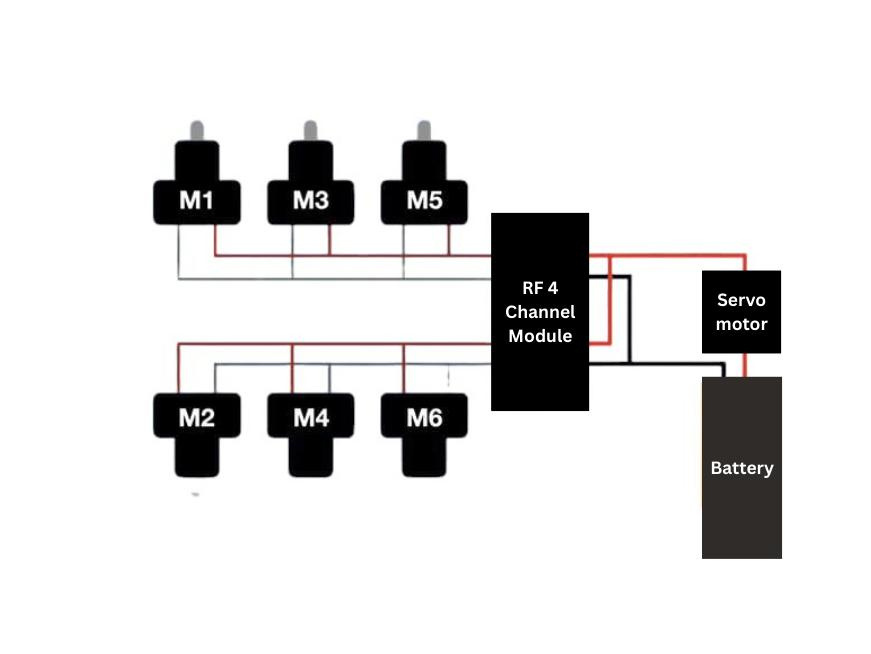 M1
M3
M5
RF 4
Channel
Module
Servo
motor
M2
M4
M6
Battery